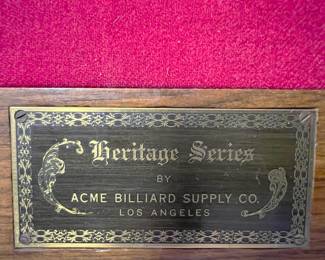 Heritage Series
BY
ACME BILLIARD SUPPLY CO.
LOS ANGELES